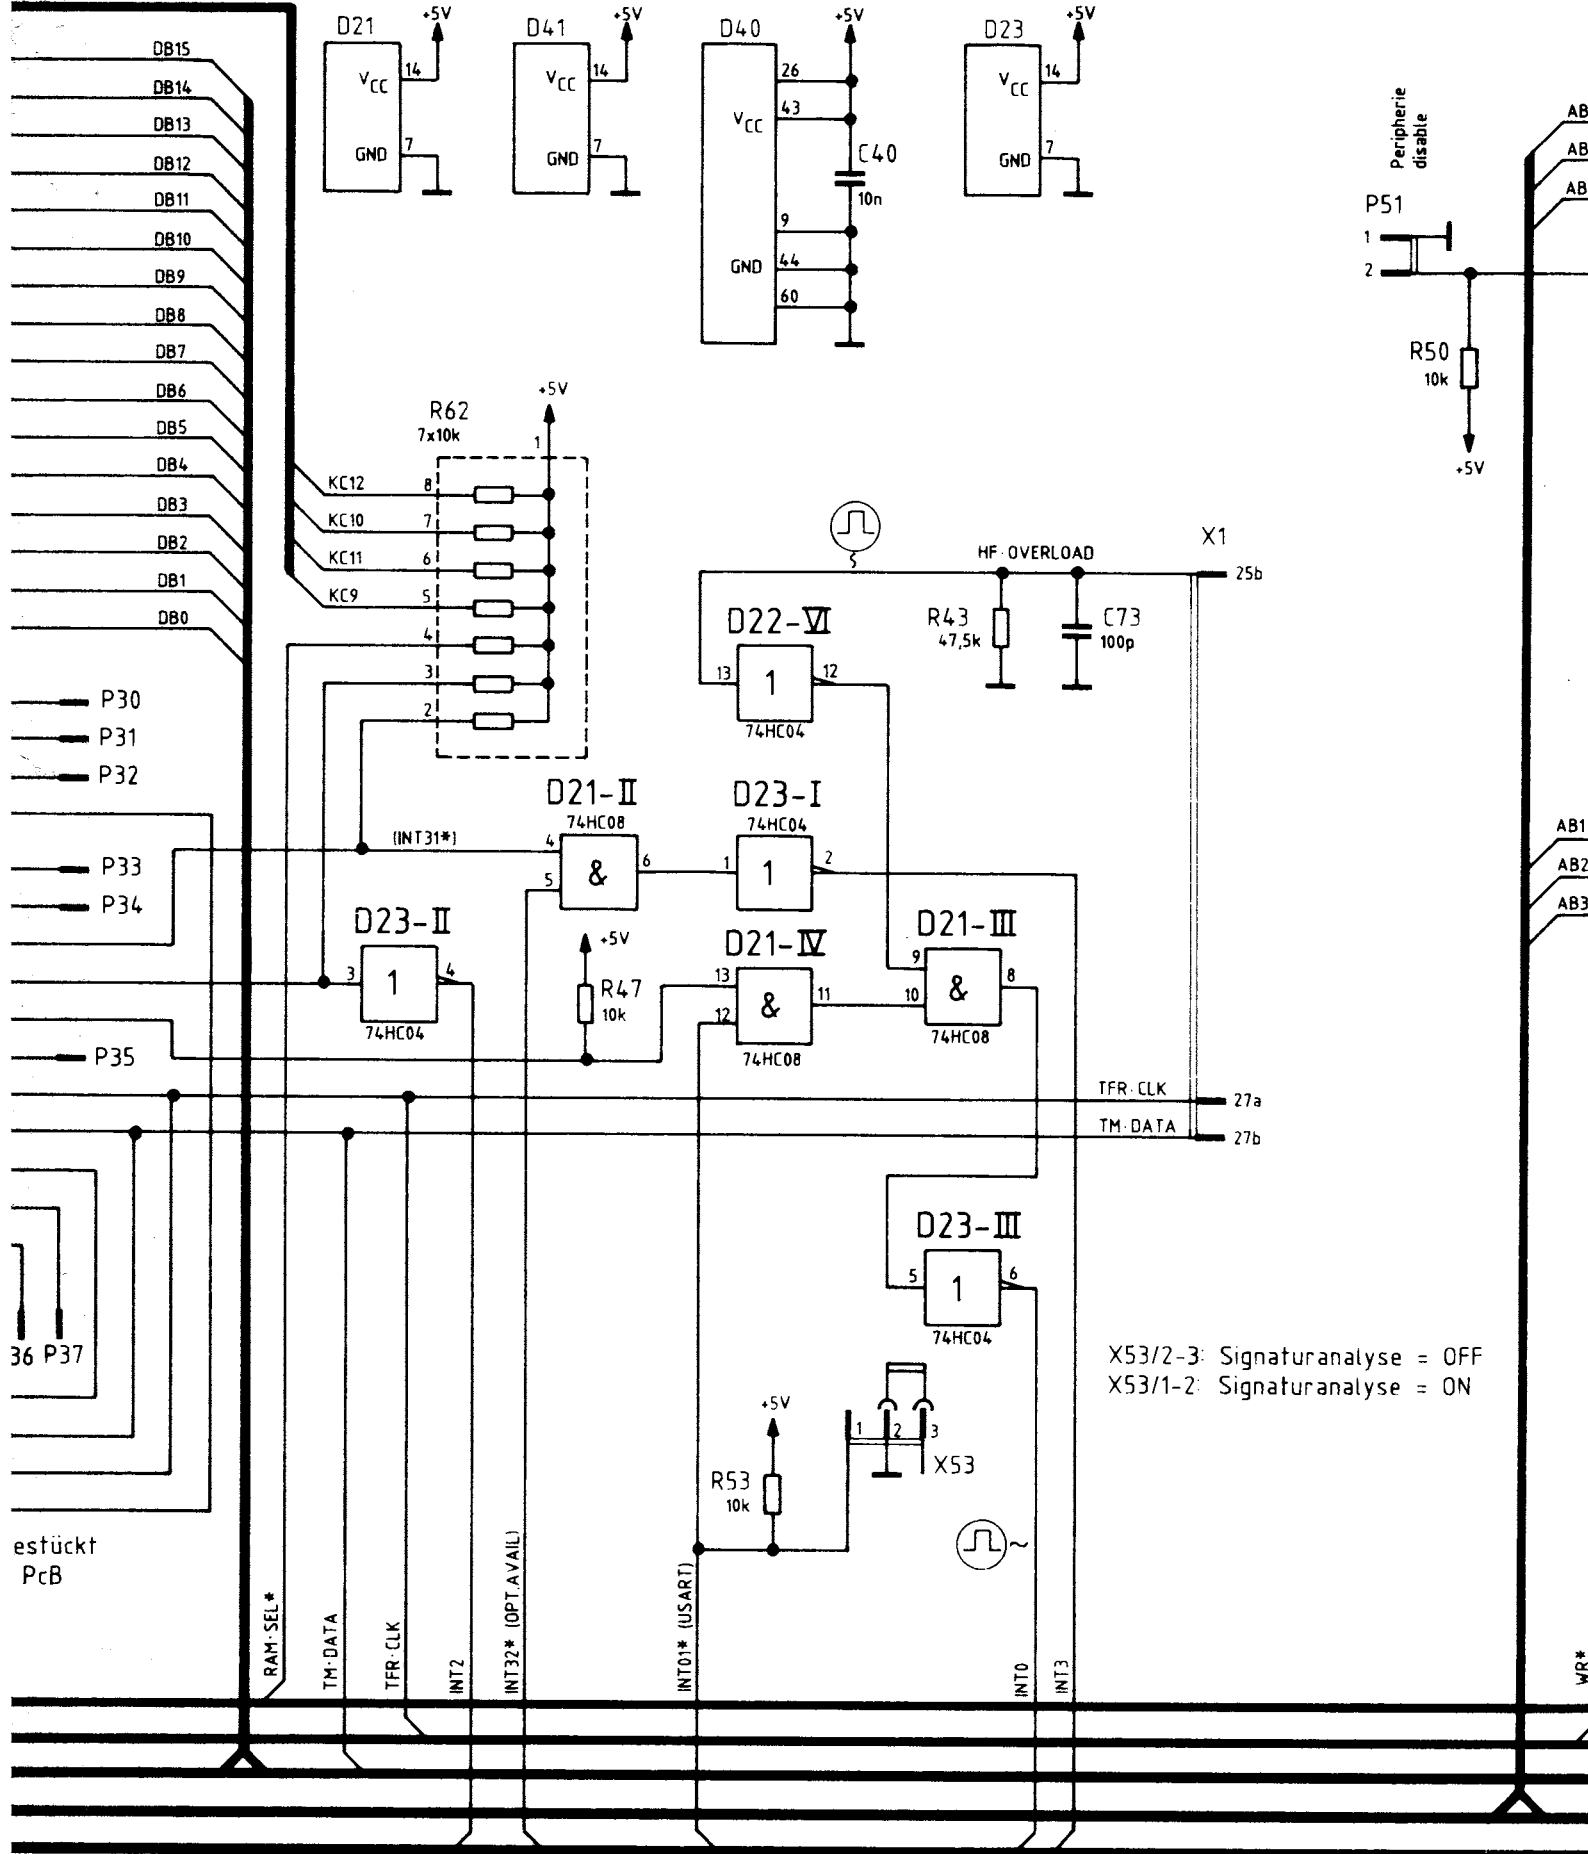 D21
+5V
VCC
14
GND
7
D41
+5V
VCC
14
GND
7
D40
+5V
26
VCC
43
C40
10n
9
GND
44
60
D23
+5V
VCC
14
GND
7
Peripherie
disable
P51
1
2
R50
10k
+5V
AB
AB
AB
DB15
DB14
DB13
DB12
DB11
DB10
DB9
DB8
DB7
DB6
DB5
DB4
DB3
DB2
DB1
DB0
R62
7x10k
+5V
1
KC12
8
KC10
7
KC11
6
KC9
5
4
3
2
HF·OVERLOAD
X1
25b
R43
47,5k
C73
100p
D22-VI
13
1
12
74HC04
P30
P31
P32
P33
P34
P35
(INT31*)
D21-II
74HC08
4
5
&
6
D23-I
74HC04
1
1
2
D23-II
3
1
4
74HC04
+5V
R47
10k
D21-IV
13
12
&
11
74HC08
D21-III
9
10
&
8
74HC08
AB1
AB2
AB3
TFR·CLK
27a
TM·DATA
27b
D23-III
5
1
6
74HC04
36 P37
X53/2-3: Signaturanalyse = OFF
X53/1-2: Signaturanalyse = ON
+5V
R53
10k
1
2
3
X53
estückt
PcB
RAM·SEL*
TM·DATA
TFR·CLK
INT2
INT32* (OPT.AVAIL)
INT01* (USART)
INT0
INT3
WR*